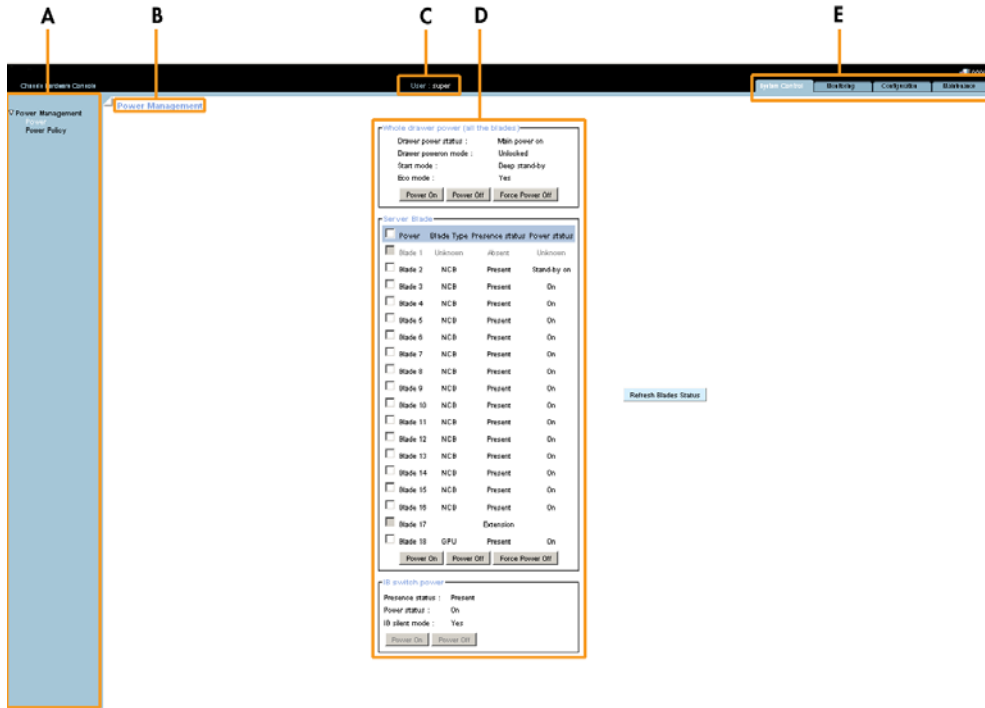 A B C D E
Chassis Hardware Console
User : super
System Control Monitoring Configuration Maintenance
Power Management
Power
Power Policy
Power Management
Whole drawer power (all the blades)
Drawer power status : Main power on
Drawer poweron mode : Unlocked
Start mode : Deep stand-by
Eco mode : Yes
Power On Power Off Force Power Off
Server Blade
Power Blade Type Presence status Power status
Blade 1 Unknown Absent Unknown
Blade 2 NCB Present Stand-by on
Blade 3 NCB Present On
Blade 4 NCB Present On
Blade 5 NCB Present On
Blade 6 NCB Present On
Blade 7 NCB Present On
Blade 8 NCB Present On
Blade 9 NCB Present On
Blade 10 NCB Present On
Blade 11 NCB Present On
Blade 12 NCB Present On
Blade 13 NCB Present On
Blade 14 NCB Present On
Blade 15 NCB Present On
Blade 16 NCB Present On
Blade 17 Extension
Blade 18 GPU Present On
Power On Power Off Force Power Off
Refresh Blades Status
IB switch power
Presence status : Present
Power status : On
IB silent mode : Yes
Power On Power Off